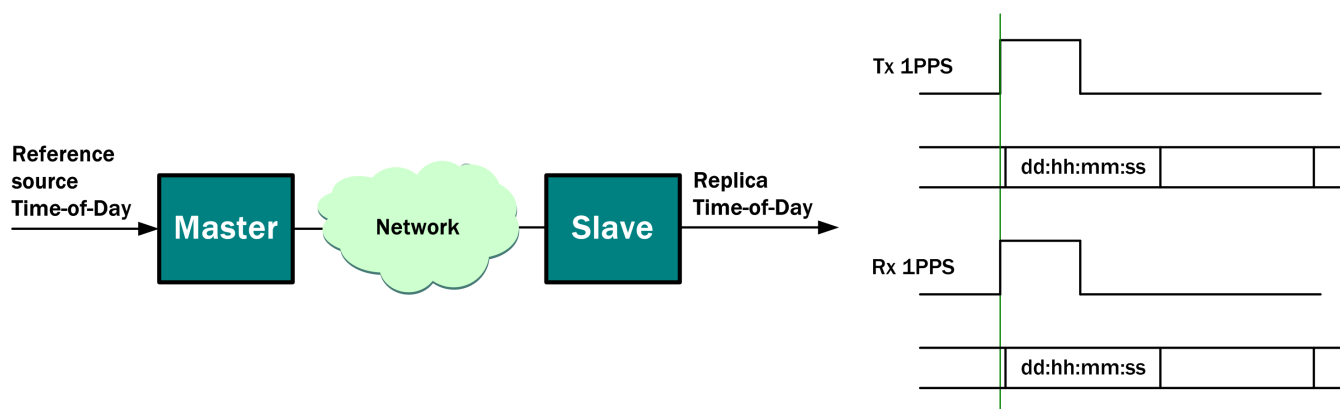 Reference
source
Time-of-Day
Master
Network
Slave
Replica
Time-of-Day
Tx 1PPS
dd:hh:mm:ss
Rx 1PPS
dd:hh:mm:ss